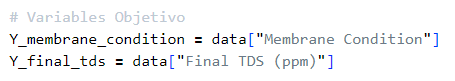 # Variables Objetivo
Y_membrane_condition = data["Membrane Condition"]
Y_final_tds = data["Final TDS (ppm)"]